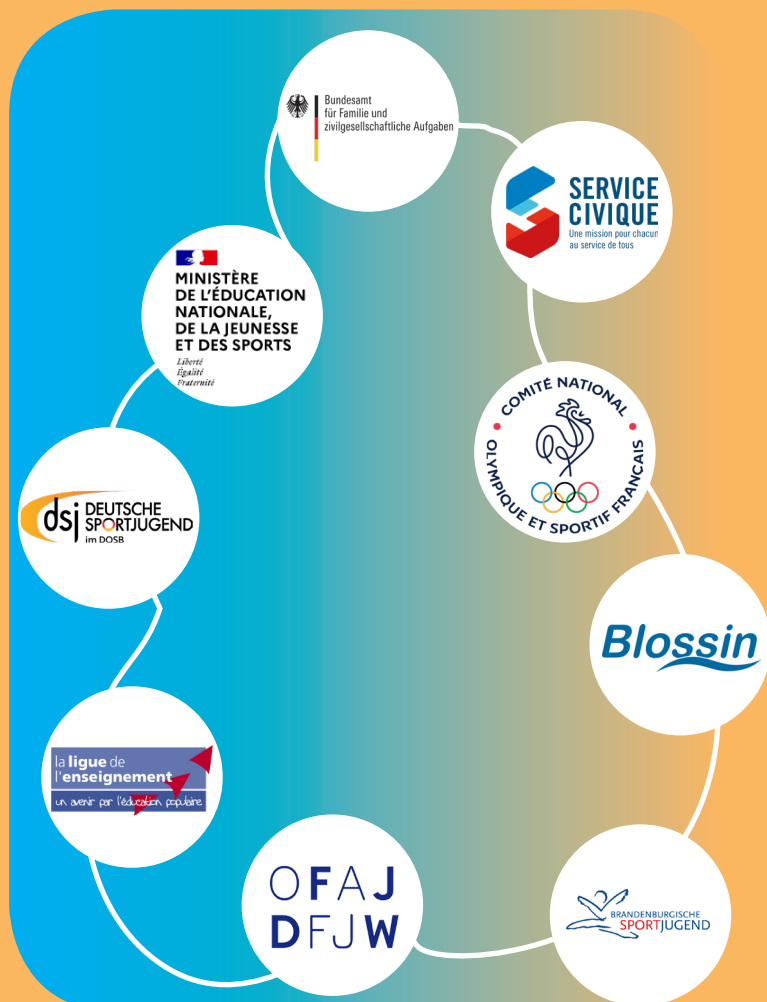 Bundesamt
für Familie und
zivilgesellschaftliche Aufgaben
SERVICE
CIVIQUE
Une mission pour chacun
au service de tous
MINISTÈRE
DE L'ÉDUCATION
NATIONALE,
DE LA JEUNESSE
ET DES SPORTS
Liberté
Égalité
Fraternité
COMITÉ NATIONAL
OLYMPIQUE ET SPORTIF FRANÇAIS
dsj
DEUTSCHE
SPORTJUGEND
im DOSB
Blossin
la ligue de
l'enseignement
un avenir par l'éducation populaire
OFAJ
DFJW
BRANDENBURGISCHE
SPORTJUGEND